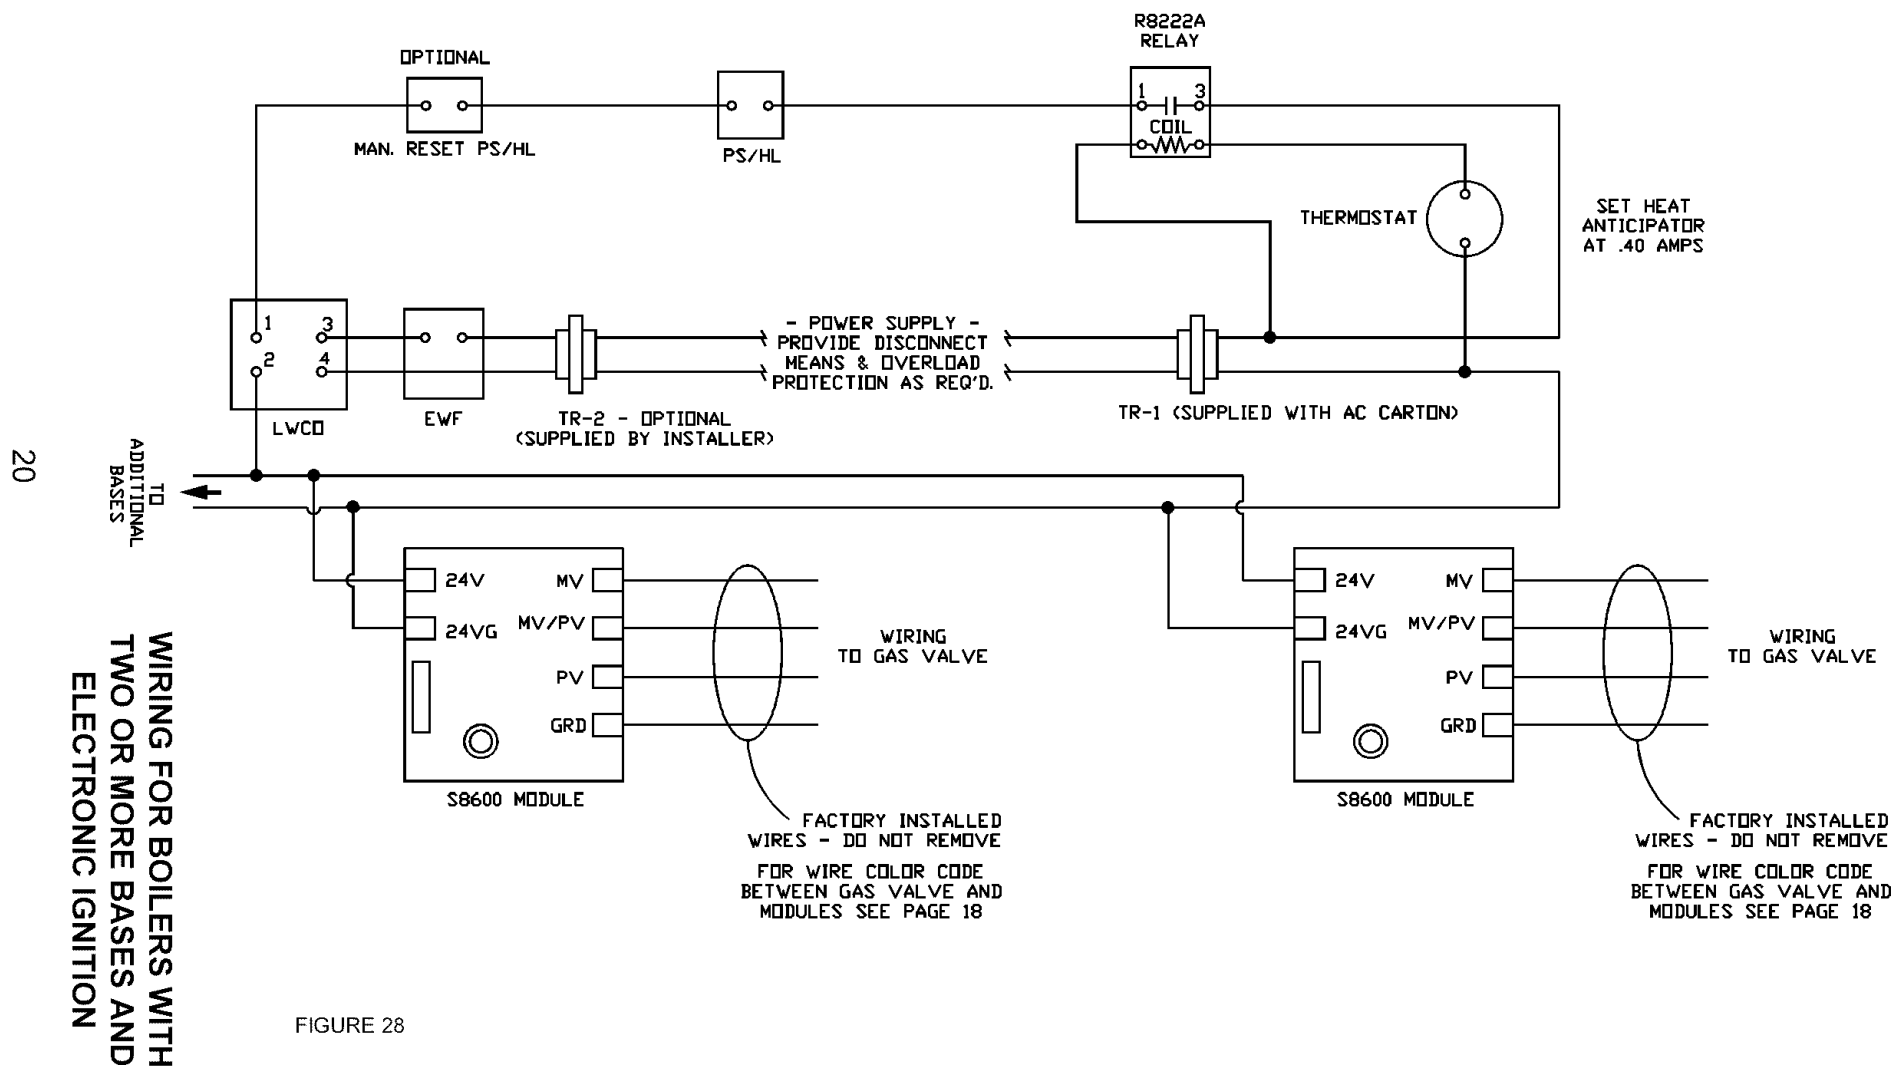 R8222A
RELAY
OPTIONAL
1 3
COIL
MAN. RESET PS/HL
PS/HL
THERMOSTAT
SET HEAT
ANTICIPATOR
AT .40 AMPS
1 3
2 4
LWCO
EWF
TR-2 - OPTIONAL
(SUPPLIED BY INSTALLER)
- POWER SUPPLY -
PROVIDE DISCONNECT
MEANS & OVERLOAD
PROTECTION AS REQ'D.
TR-1 (SUPPLIED WITH AC CARTON)
20
TO
ADDITIONAL
BASES
24V MV
24VG MV/PV
PV
GRD
S8600 MODULE
WIRING
TO GAS VALVE
FACTORY INSTALLED
WIRES - DO NOT REMOVE
FOR WIRE COLOR CODE
BETWEEN GAS VALVE AND
MODULES SEE PAGE 18
24V MV
24VG MV/PV
PV
GRD
S8600 MODULE
WIRING
TO GAS VALVE
FACTORY INSTALLED
WIRES - DO NOT REMOVE
FOR WIRE COLOR CODE
BETWEEN GAS VALVE AND
MODULES SEE PAGE 18
WIRING FOR BOILERS WITH
TWO OR MORE BASES AND
ELECTRONIC IGNITION
FIGURE 28